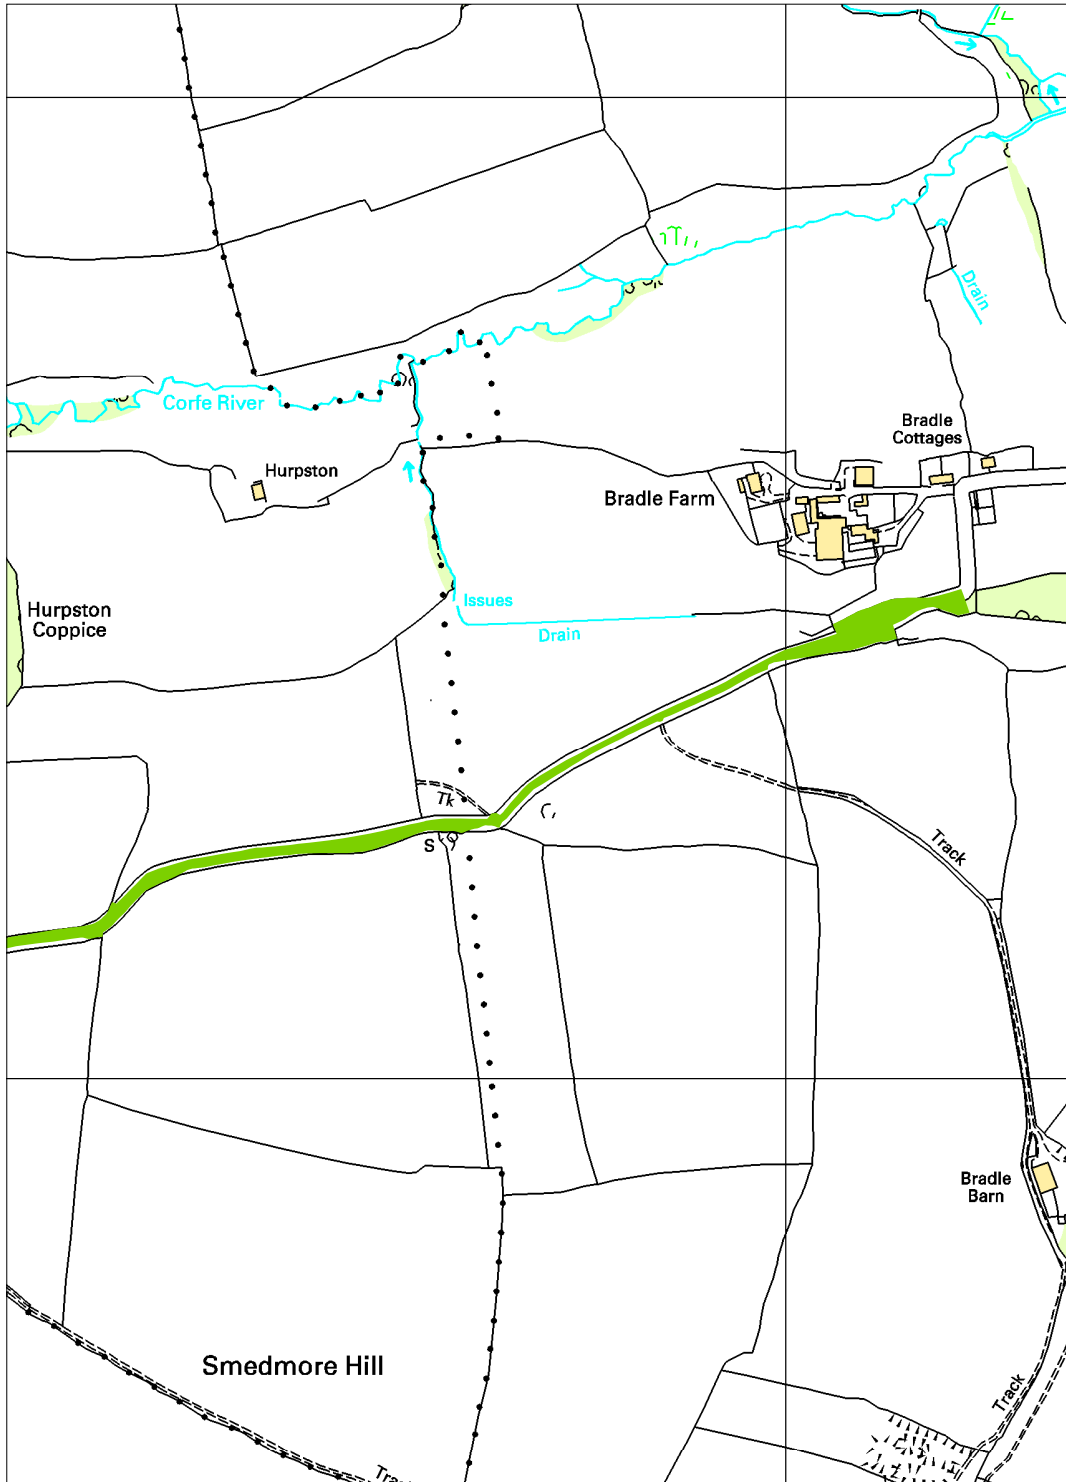 Drain
Corfe River
Bradle
Cottages
Hurpston
Bradle Farm
Hurpston
Coppice
Issues
Drain
Tk
S
Track
Bradle
Barn
Smedmore Hill
Track